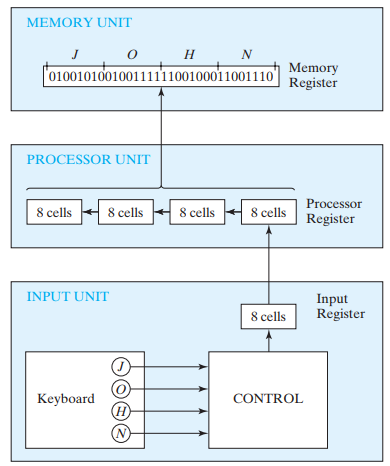 MEMORY UNIT
J O H N
01001010010011111100100011001110
Memory
Register
PROCESSOR UNIT
8 cells 8 cells 8 cells 8 cells
Processor
Register
INPUT UNIT
8 cells
Input
Register
Keyboard
J
O
H
N
CONTROL